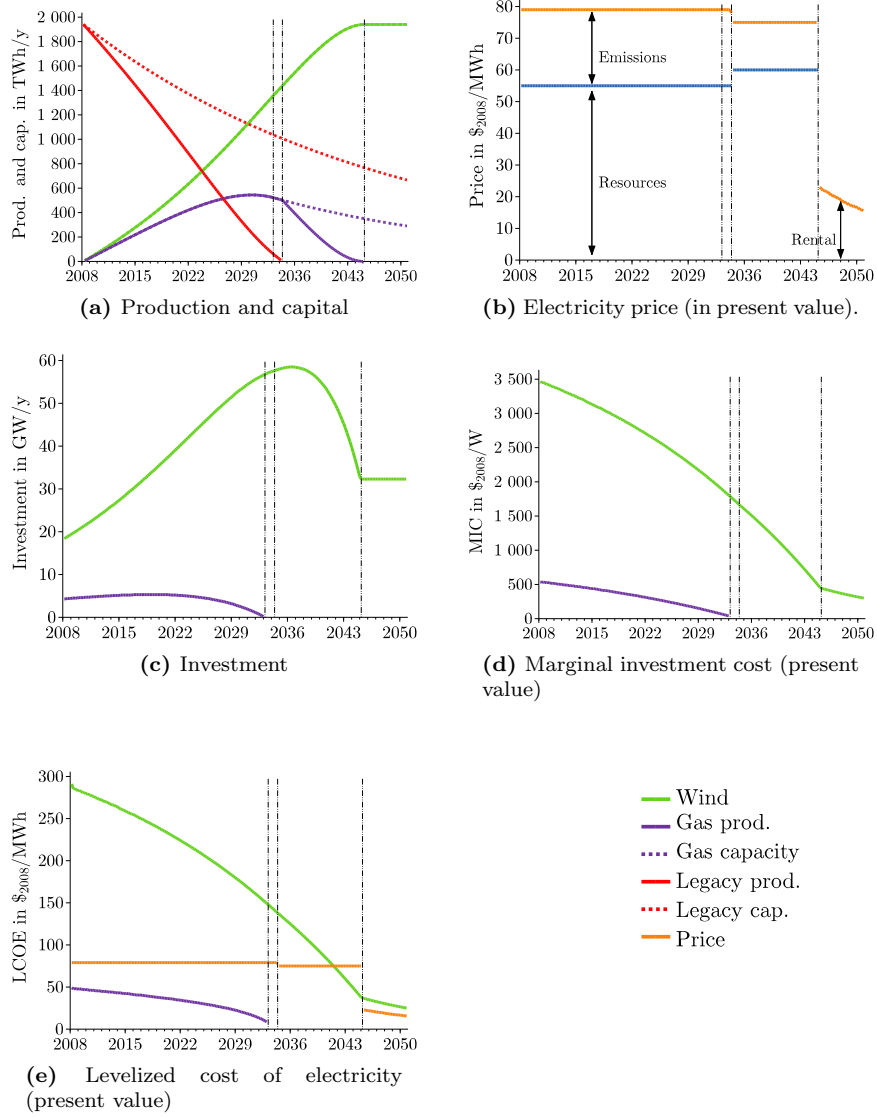 2 000
1 800
1 600
1 400
1 200
1 000
800
600
400
200
0
Prod. and cap. in TWh/y
2008 2015 2022 2029 2036 2043 2050
(a) Production and capital
80
70
60
50
40
30
20
10
0
Price in $2008/MWh
Emissions
Resources
Rental
2008 2015 2022 2029 2036 2043 2050
(b) Electricity price (in present value).
60
50
40
30
20
10
0
Investment in GW/y
2008 2015 2022 2029 2036 2043 2050
(c) Investment
3 500
3 000
2 500
2 000
1 500
1 000
500
0
MIC in $2008/W
2008 2015 2022 2029 2036 2043 2050
(d) Marginal investment cost (present
value)
300
250
200
150
100
50
0
LCOE in $2008/MWh
2008 2015 2022 2029 2036 2043 2050
(e) Levelized cost of electricity
(present value)
Wind
Gas prod.
Gas capacity
Legacy prod.
Legacy cap.
Price